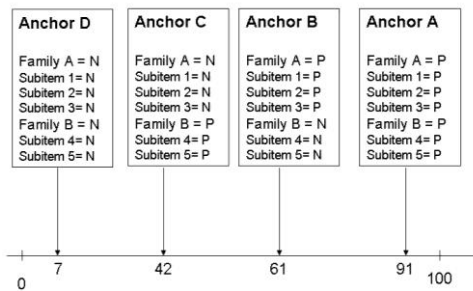 Anchor D
Family A = N
Subitem 1= N
Subitem 2= N
Subitem 3= N
Family B = N
Subitem 4= N
Subitem 5= N
Anchor C
Family A = N
Subitem 1= N
Subitem 2= N
Subitem 3= N
Family B = P
Subitem 4= P
Subitem 5= P
Anchor B
Family A = P
Subitem 1= P
Subitem 2= P
Subitem 3= P
Family B = N
Subitem 4= N
Subitem 5= N
Anchor A
Family A = P
Subitem 1= P
Subitem 2= P
Subitem 3= P
Family B = P
Subitem 4= P
Subitem 5= P
0 7 42 61 91 100